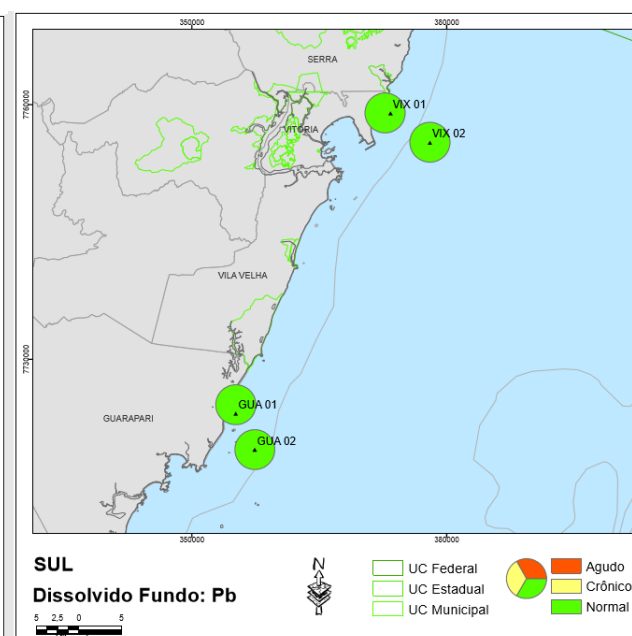 350000 380000
SERRA
7760000
VIX 01
VITÓRIA
VIX 02
VILA VELHA
7730000
GUA 01
GUARAPARI
GUA 02
350000 380000
SUL
Dissolvido Fundo: Pb
5 2,5 0 5
N
UC Federal
UC Estadual
UC Municipal
Agudo
Crônico
Normal